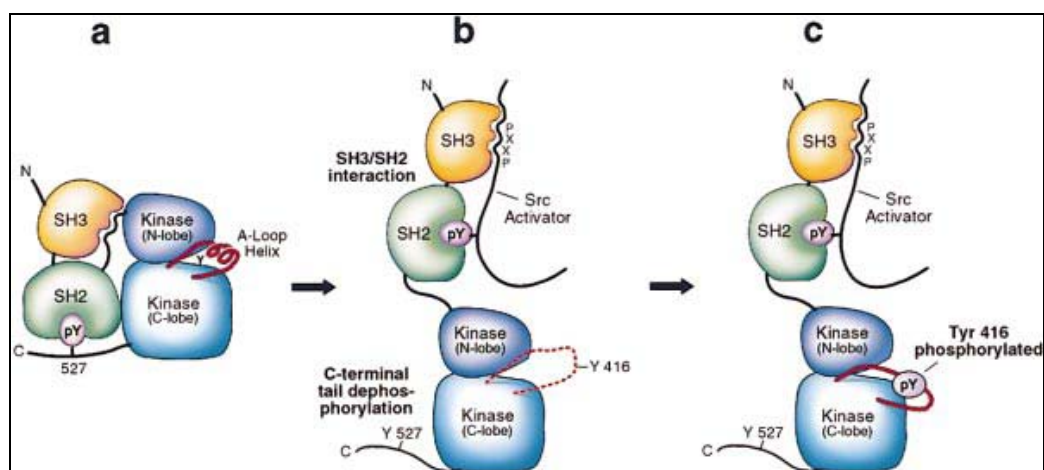 a
N
SH3
Kinase
(N-lobe)
A-Loop
Helix
Y
SH2
Kinase
(C-lobe)
pY
C
527
b
N
SH3
P
X
X
P
SH3/SH2
interaction
Src
Activator
SH2
pY
Kinase
(N-lobe)
Y 416
C-terminal
tail dephos-
phorylation
Kinase
(C-lobe)
Y 527
C
c
N
SH3
P
X
X
P
Src
Activator
SH2
pY
Kinase
(N-lobe)
Tyr 416
phosphorylated
pY
Kinase
(C-lobe)
Y 527
C